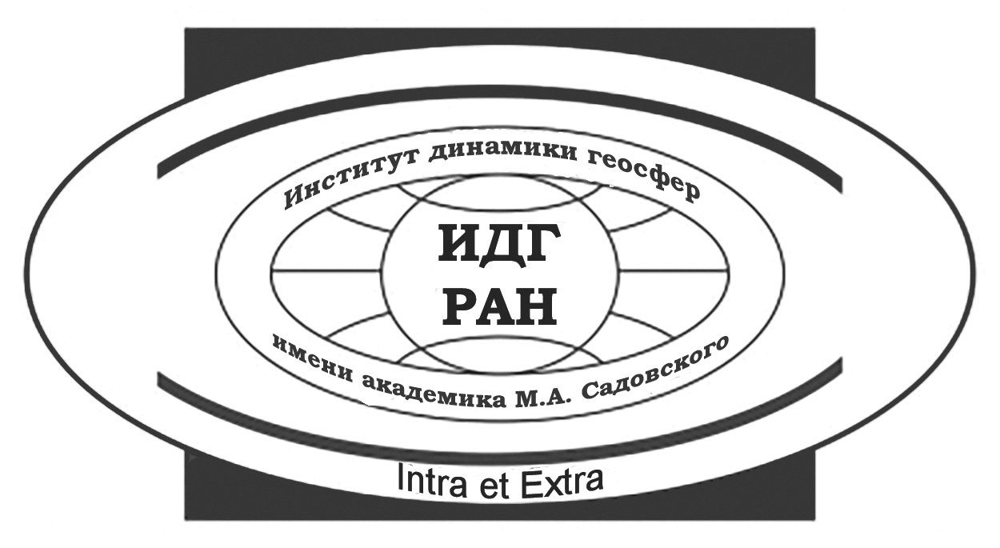 Институт динамики геосфер
ИДГ
РАН
имени академика М.А. Садовского
Intra et Extra